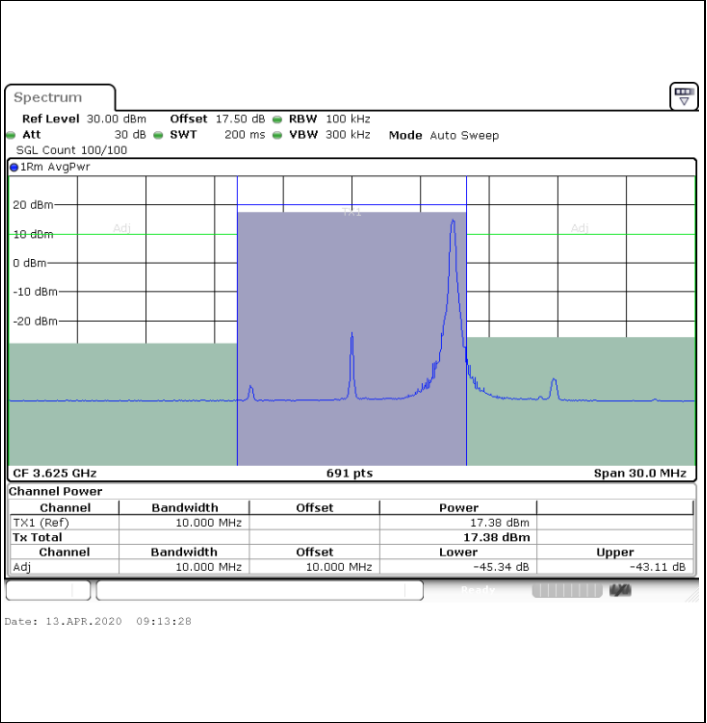 Spectrum
Ref Level 30.00 dBm Offset 17.50 dB RBW 100 kHz
Att 30 dB SWT 200 ms VBW 300 kHz Mode Auto Sweep
SGL Count 100/100
1Rm AvgPwr
20 dBm
TX1
Adj Adj
10 dBm
0 dBm
-10 dBm
-20 dBm
CF 3.625 GHz 691 pts Span 30.0 MHz
Channel Power
Channel Bandwidth Offset Power
TX1 (Ref) 10.000 MHz 17.38 dBm
Tx Total 17.38 dBm
Channel Bandwidth Offset Lower Upper
Adj 10.000 MHz 10.000 MHz -45.34 dB -43.11 dB
Ready
Date: 13.APR.2020 09:13:28